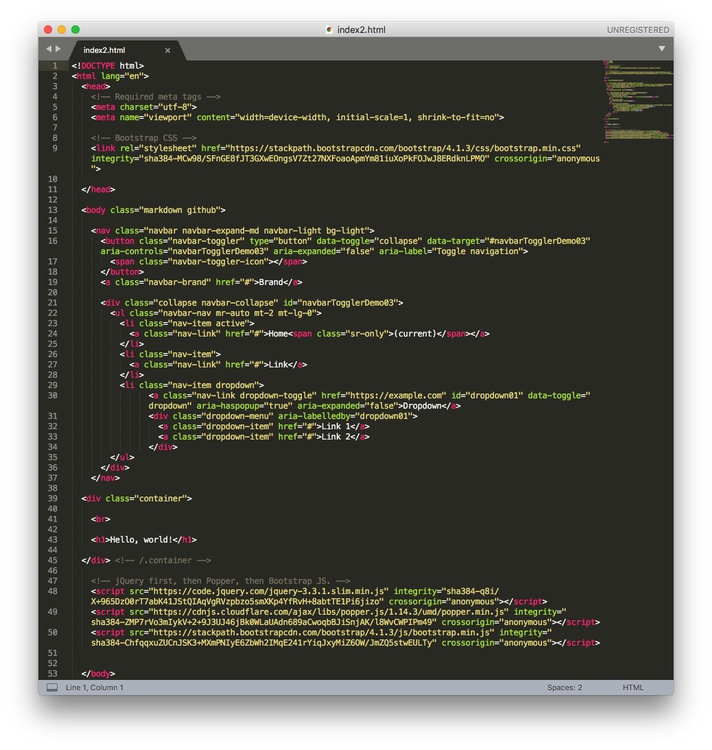 index2.html
UNREGISTERED
index2.html
1 <!DOCTYPE html>
2 <html lang="en">
3 <head>
4 <!-- Required meta tags -->
5 <meta charset="utf-8">
6 <meta name="viewport" content="width=device-width, initial-scale=1, shrink-to-fit=no">
7
8 <!-- Bootstrap CSS -->
9 <link rel="stylesheet" href="https://stackpath.bootstrapcdn.com/bootstrap/4.1.3/css/bootstrap.min.css"
integrity="sha384-MCw98/SFnGE8fJT3GXwEOngsV7Zt27NXFoaoApmYm81iuXoPkFOJwJ8ERdknLPMO" crossorigin="anonymous
">
10
11 </head>
12
13 <body class="markdown github">
14
15 <nav class="navbar navbar-expand-md navbar-light bg-light">
16 <button class="navbar-toggler" type="button" data-toggle="collapse" data-target="#navbarTogglerDemo03"
aria-controls="navbarTogglerDemo03" aria-expanded="false" aria-label="Toggle navigation">
17 <span class="navbar-toggler-icon"></span>
18 </button>
19 <a class="navbar-brand" href="#">Brand</a>
20
21 <div class="collapse navbar-collapse" id="navbarTogglerDemo03">
22 <ul class="navbar-nav mr-auto mt-2 mt-lg-0">
23 <li class="nav-item active">
24 <a class="nav-link" href="#">Home<span class="sr-only">(current)</span></a>
25 </li>
26 <li class="nav-item">
27 <a class="nav-link" href="#">Link</a>
28 </li>
29 <li class="nav-item dropdown">
30 <a class="nav-link dropdown-toggle" href="https://example.com" id="dropdown01" data-toggle="
dropdown" aria-haspopup="true" aria-expanded="false">Dropdown</a>
31 <div class="dropdown-menu" aria-labelledby="dropdown01">
32 <a class="dropdown-item" href="#">Link 1</a>
33 <a class="dropdown-item" href="#">Link 2</a>
34 </div>
35 </ul>
36 </div>
37 </nav>
38
39 <div class="container">
40
41 <br>
42
43 <h1>Hello, world!</h1>
44
45 </div> <!-- /.container -->
46
47 <!-- jQuery first, then Popper, then Bootstrap JS. -->
48 <script src="https://code.jquery.com/jquery-3.3.1.slim.min.js" integrity="sha384-q8i/
X+965DzO0rT7abK41JStQIAqVgRVzpbzo5smXKp4YfRvH+8abtTE1Pi6jizo" crossorigin="anonymous"></script>
49 <script src="https://cdnjs.cloudflare.com/ajax/libs/popper.js/1.14.3/umd/popper.min.js" integrity="
sha384-ZMP7rVo3mIykV+2+9J3UJ46jBk0WLaUAdn689aCwoqbBJiSnjAK/l8WvCWPIPm49" crossorigin="anonymous"></script>
50 <script src="https://stackpath.bootstrapcdn.com/bootstrap/4.1.3/js/bootstrap.min.js" integrity="
sha384-ChfqqxuZUCnJSK3+MXmPNIyE6ZbWh2IMqE241rYiqJxyMiZ6OW/JmZQ5stwEULTy" crossorigin="anonymous"></script>
51
52
53 </body>
Line 1, Column 1
Spaces: 2
HTML